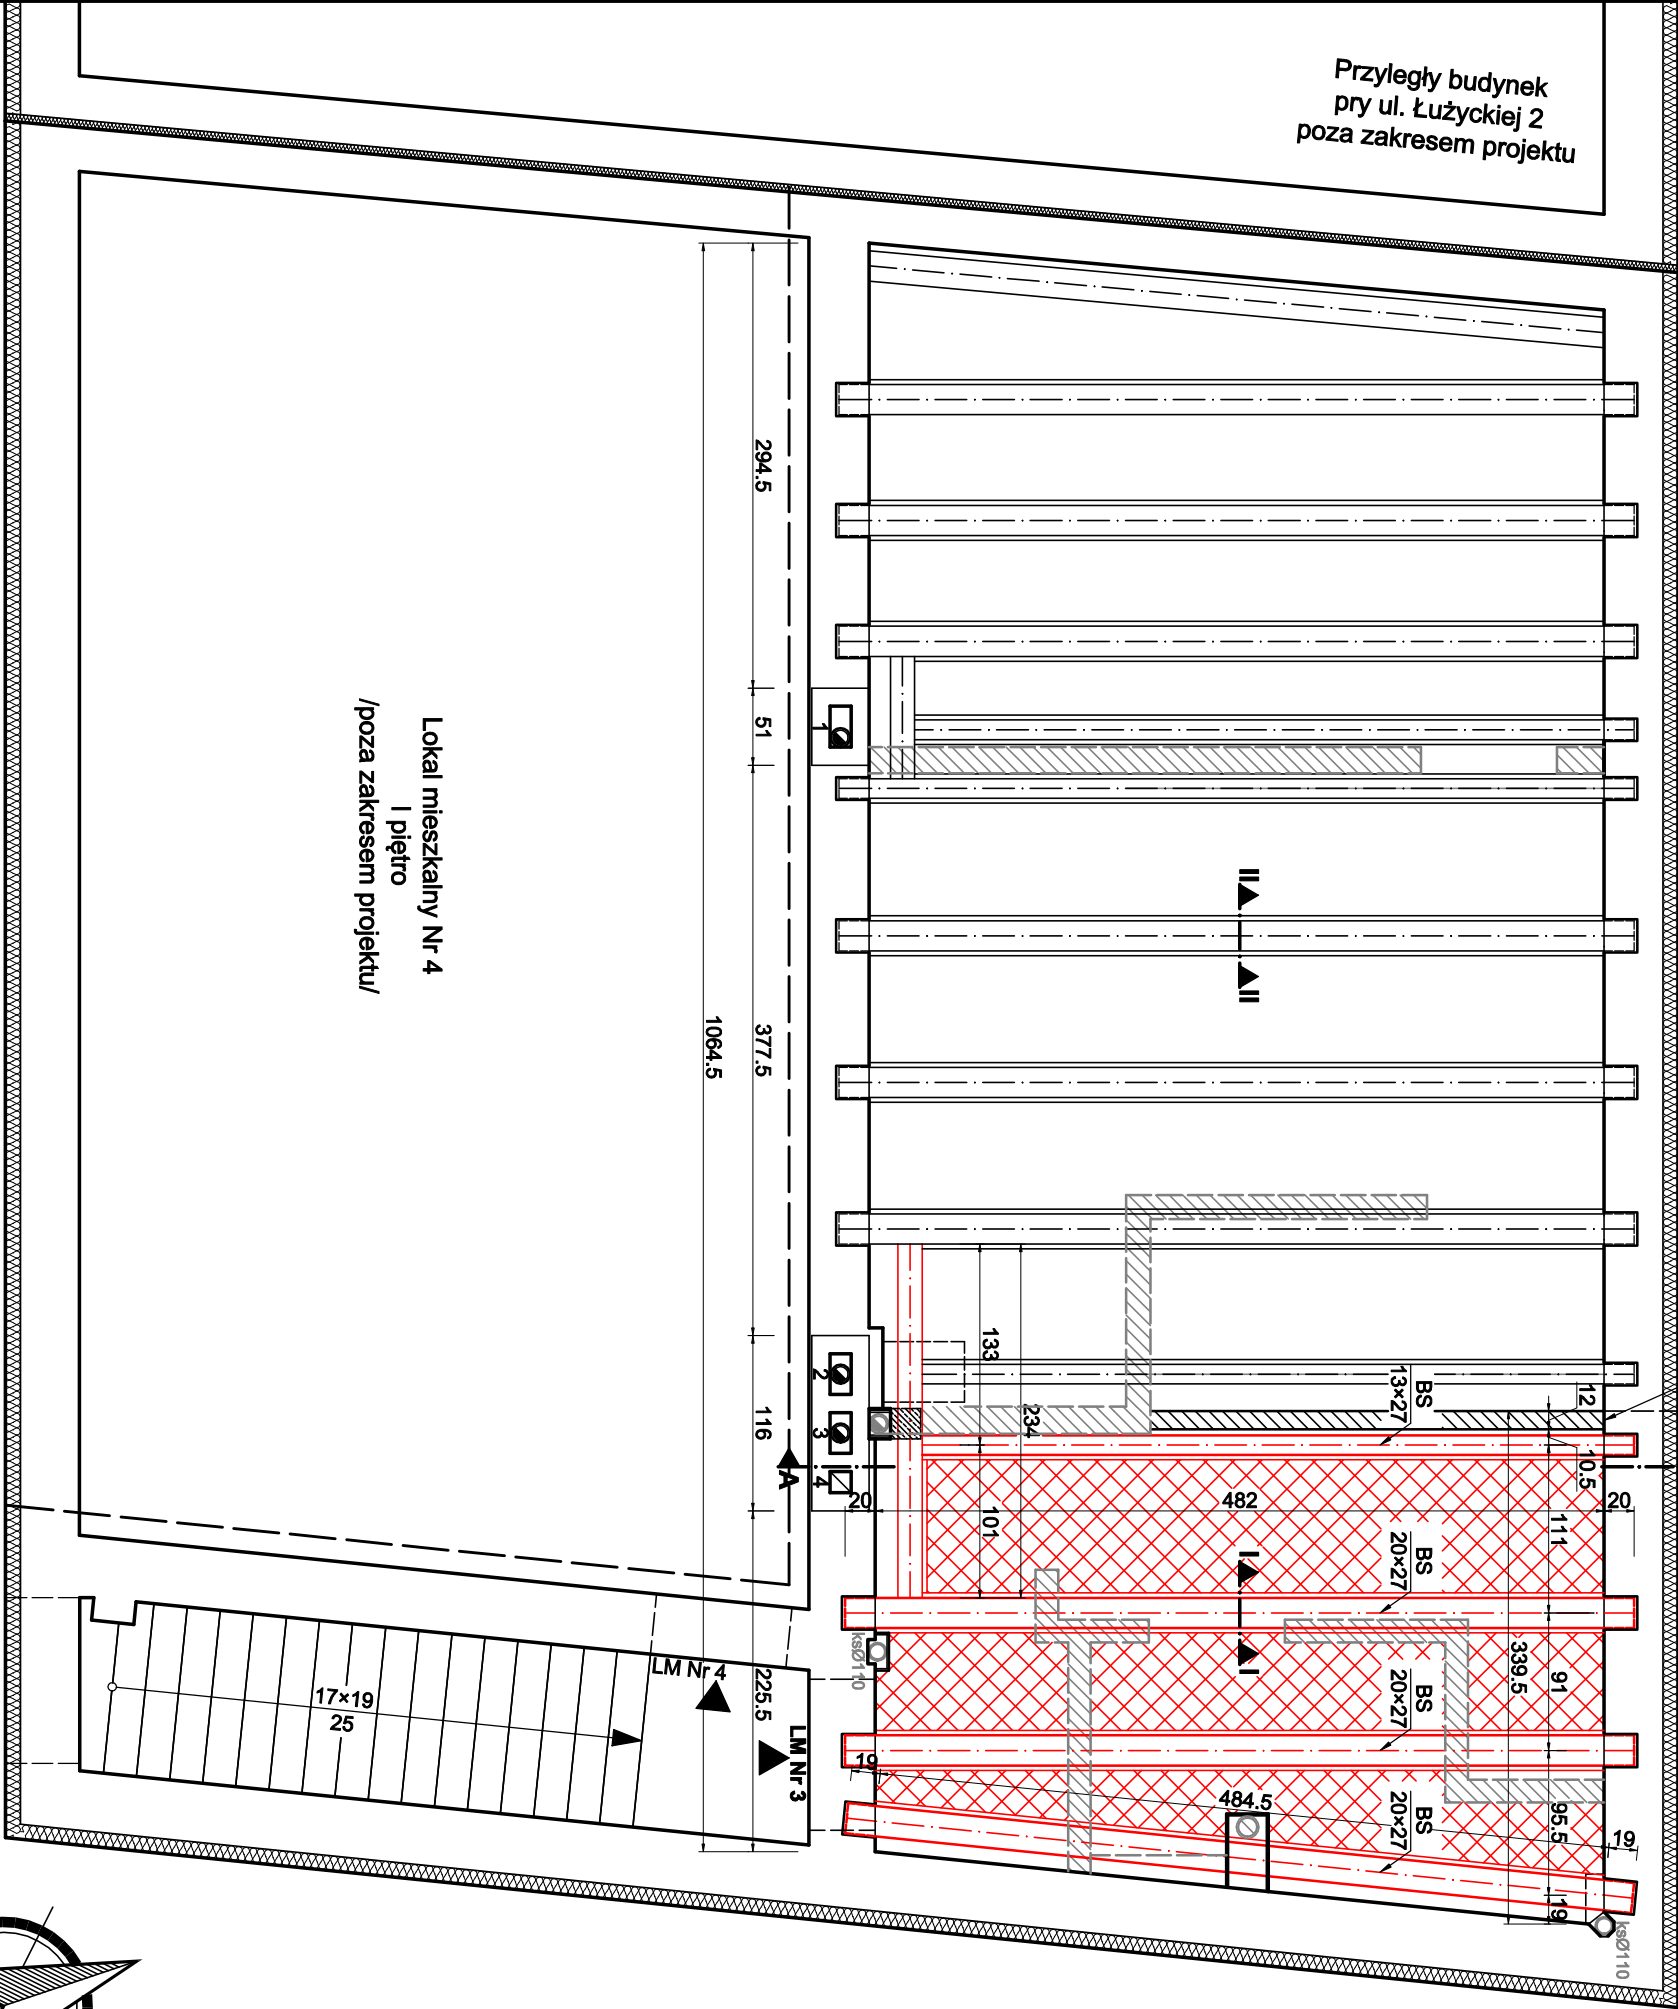 Przyległy budynek
pry ul. Łużyckiej 2
poza zakresem projektu
Lokal mieszkalny Nr 4
I piętro
/poza zakresem projektu/
294.5
51
377.5
116
225.5
1064.5
1
2
3
4
II
II
I
I
A
133
234
101
BS
13×27
BS
20×27
BS
20×27
BS
20×27
12
10.5
111
91
95.5
19
339.5
20
482
20
19
484.5
19
ksØ110
ksØ110
LM Nr 4
LM Nr 3
17×19
25